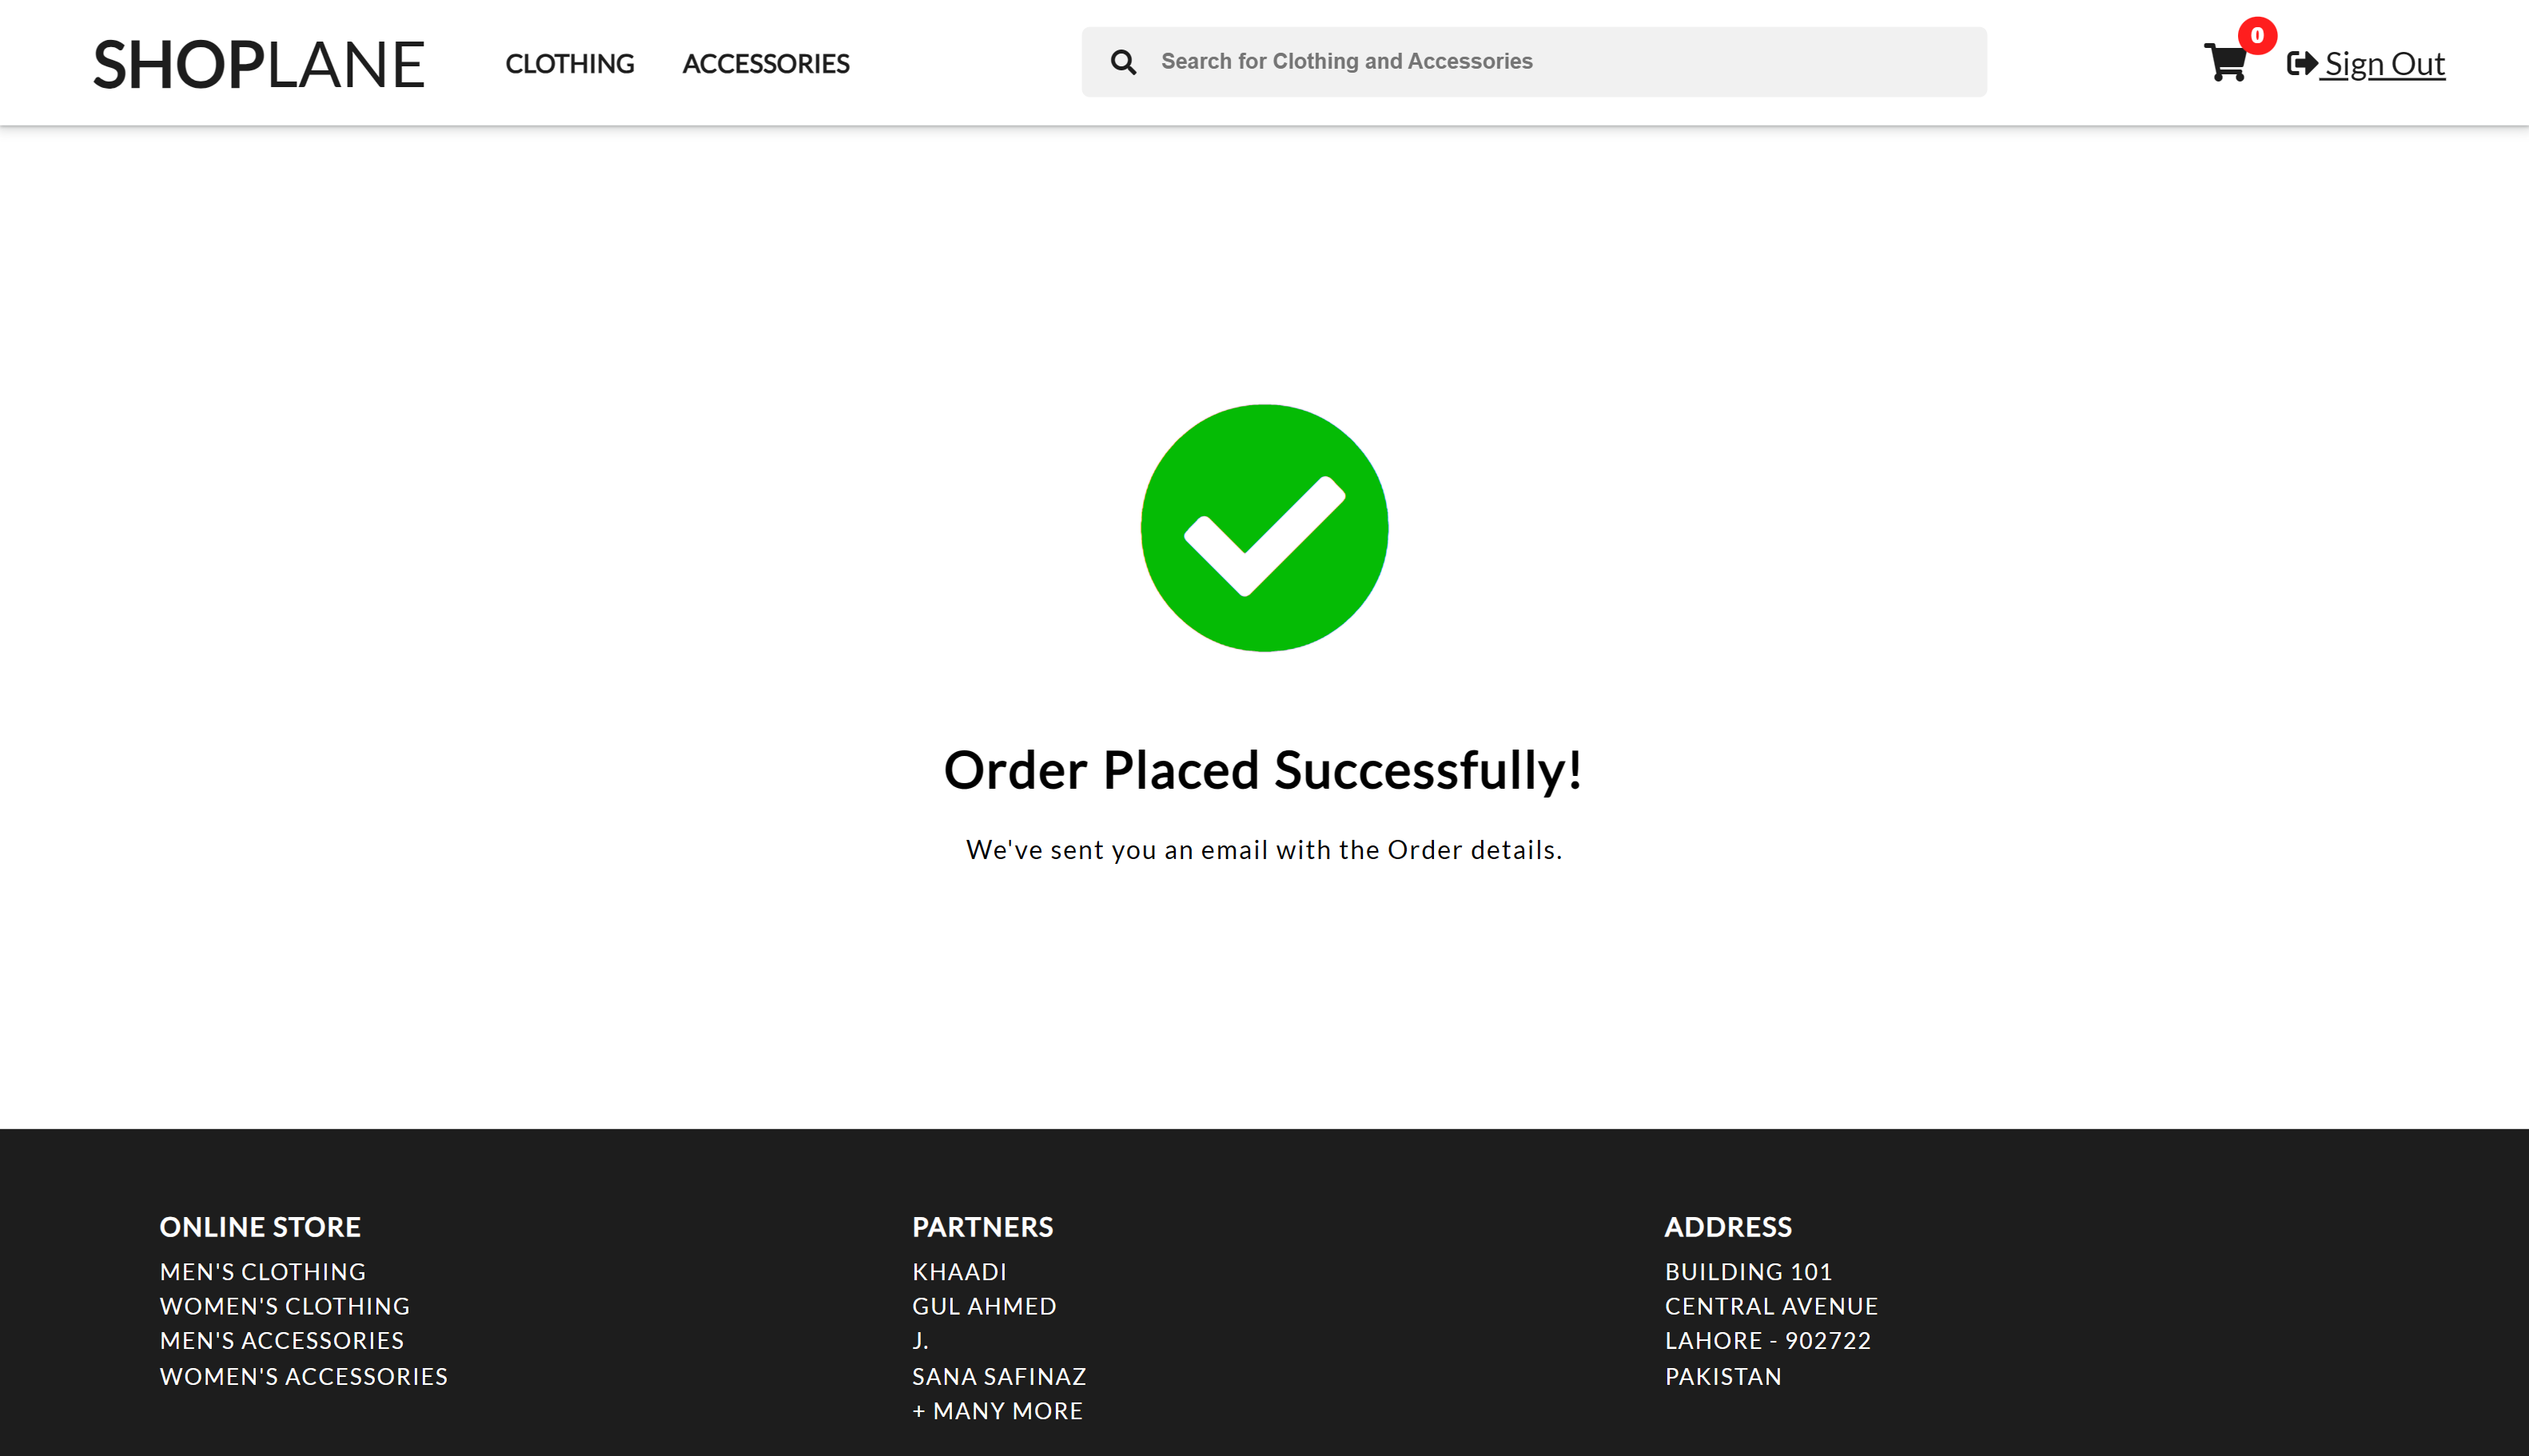 SHOPLANE
CLOTHING ACCESSORIES
Search for Clothing and Accessories
0
Sign Out
Order Placed Successfully!
We've sent you an email with the Order details.
ONLINE STORE
MEN'S CLOTHING
WOMEN'S CLOTHING
MEN'S ACCESSORIES
WOMEN'S ACCESSORIES
PARTNERS
KHAADI
GUL AHMED
J.
SANA SAFINAZ
+ MANY MORE
ADDRESS
BUILDING 101
CENTRAL AVENUE
LAHORE - 902722
PAKISTAN